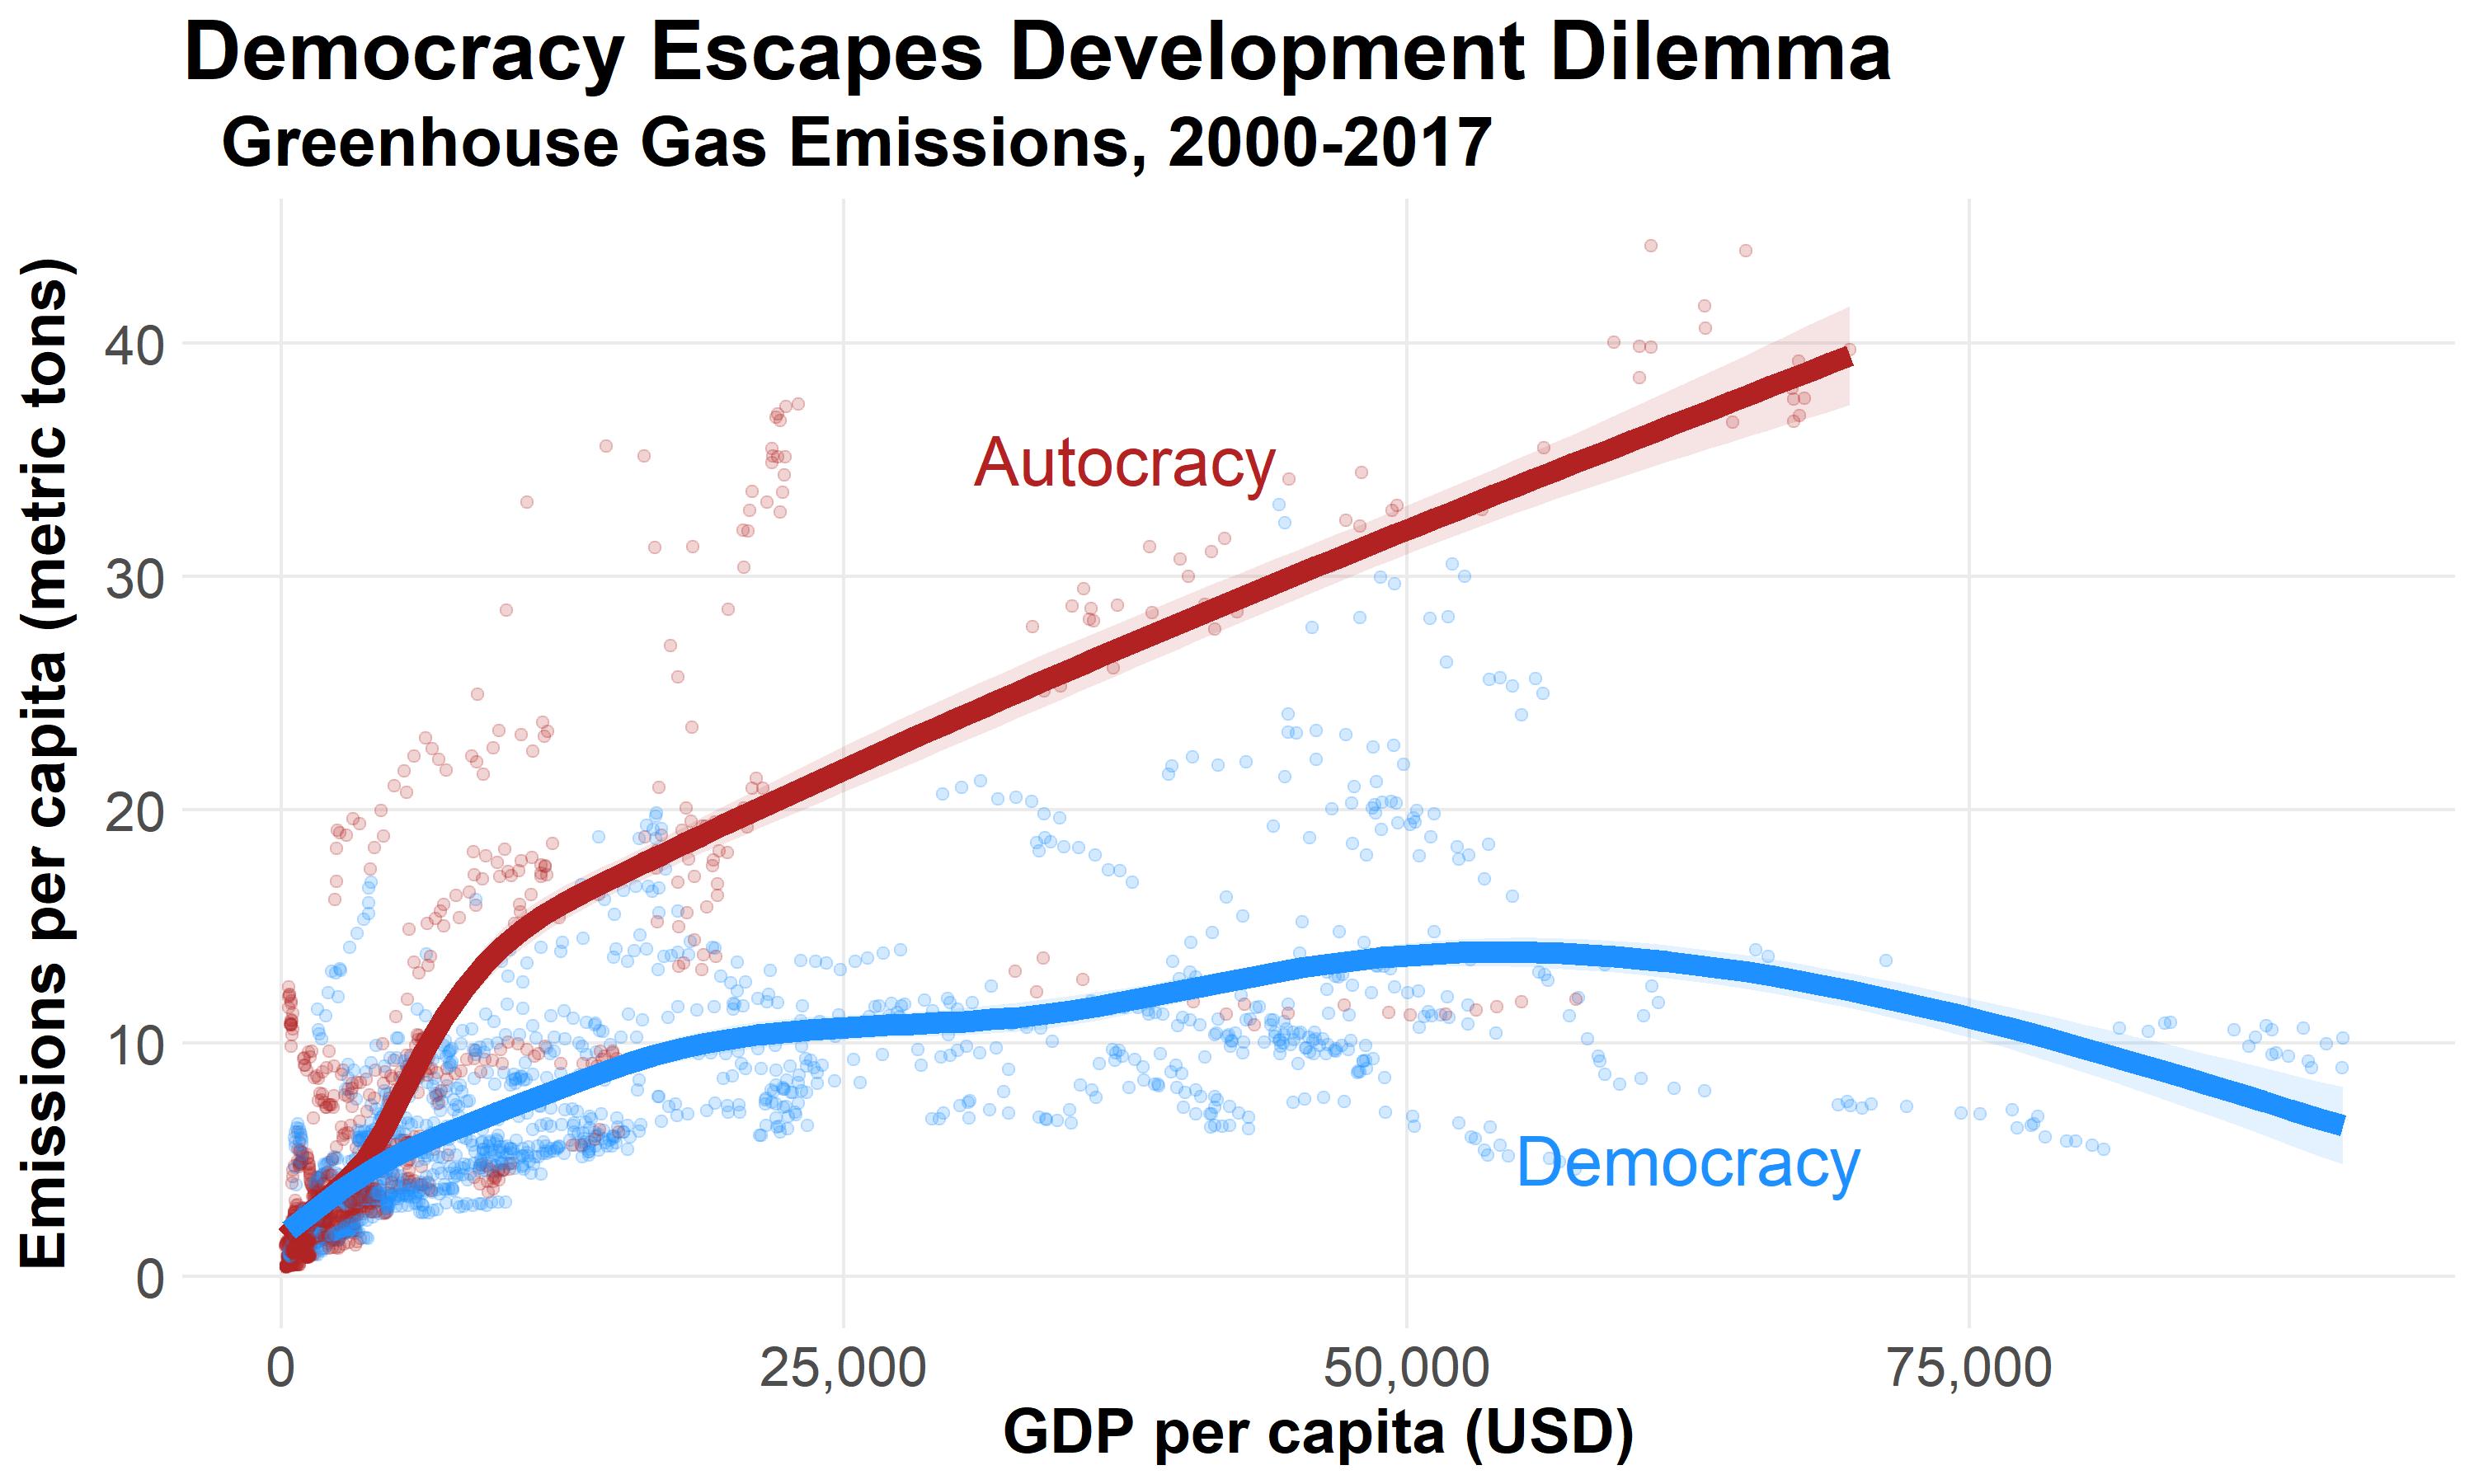 Democracy Escapes Development Dilemma
Greenhouse Gas Emissions, 2000-2017
Emissions per capita (metric tons)
40
30
20
10
0
Autocracy
Democracy
0
25,000
50,000
75,000
GDP per capita (USD)